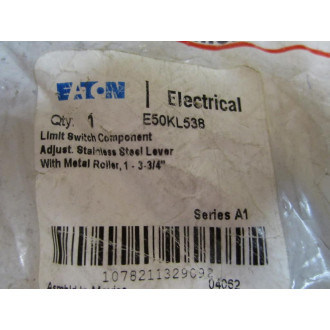 EATON | Electrical
Qty: 1 E50KL538
Limit Switch Component
Adjust. Stainless Steel Lever
With Metal Roller, 1 - 3-3/4"
Series A1
1078211329092
04062